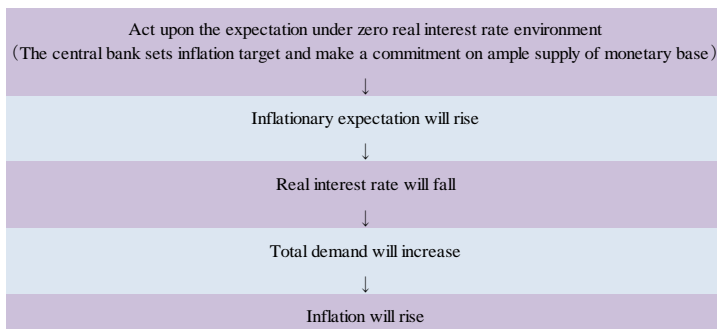 Act upon the expectation under zero real interest rate environment
（The central bank sets inflation target and make a commitment on ample supply of monetary base）
↓
Inflationary expectation will rise
↓
Real interest rate will fall
↓
Total demand will increase
↓
Inflation will rise